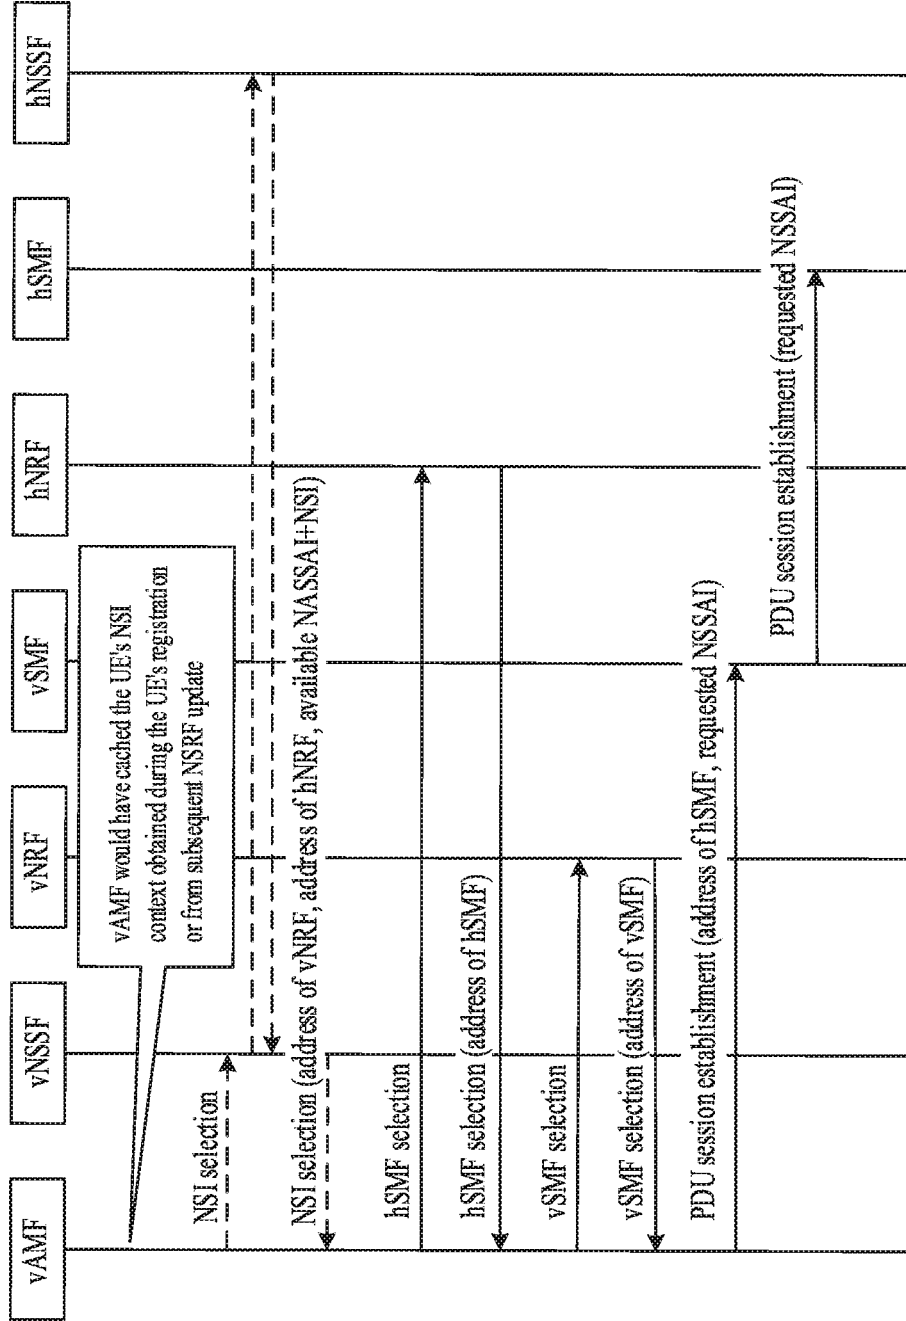 vAMF
vNSSF
vNRF
vSMF
hNRF
hSMF
hNSSF
vAMF would have cached the UE's NSI
context obtained during the UE's registration
or from subsequent NSRF update
NSI selection
NSI selection (address of vNRF, address of hNRF, available NASSAI+NSI)
hSMF selection
hSMF selection (address of hSMF)
vSMF selection
vSMF selection (address of vSMF)
PDU session establishment (address of hSMF, requested NSSAI)
PDU session establishment (requested NSSAI)